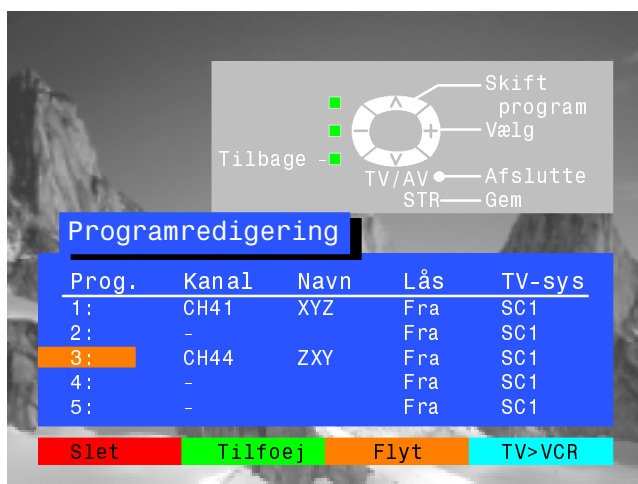 Skift
program
Vælg
Tilbage
TV/AV Afslutte
STR Gem
Programredigering
Prog. Kanal Navn Lås TV-sys
1: CH41 XYZ Fra SC1
2: - Fra SC1
3: CH44 ZXY Fra SC1
4: - Fra SC1
5: - Fra SC1
Slet Tilfoej Flyt TV>VCR